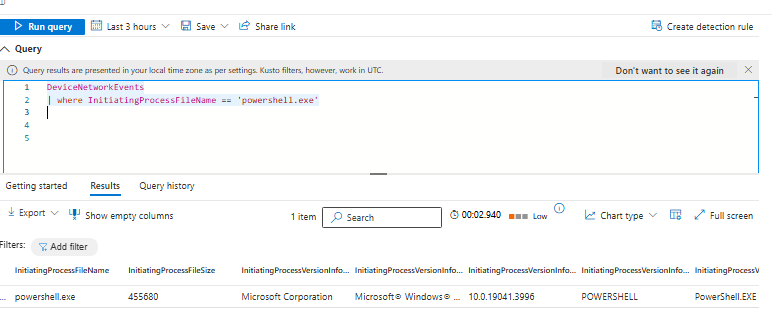 Run query Last 3 hours Save Share link Create detection rule
Query
Query results are presented in your local time zone as per settings. Kusto filters, however, work in UTC. Don't want to see it again
1 DeviceNetworkEvents
2 | where InitiatingProcessFileName == 'powershell.exe'
3
4
5
Getting started Results Query history
Export Show empty columns 1 item Search 00:02.940 Low Chart type Full screen
Filters: Add filter
InitiatingProcessFileName InitiatingProcessFileSize InitiatingProcessVersionInfo... InitiatingProcessVersionInfo... InitiatingProcessVersionInfo... InitiatingProcessVersionInfo... InitiatingProcessV
... powershell.exe 455680 Microsoft Corporation Microsoft® Windows® ... 10.0.19041.3996 POWERSHELL PowerShell.EXE